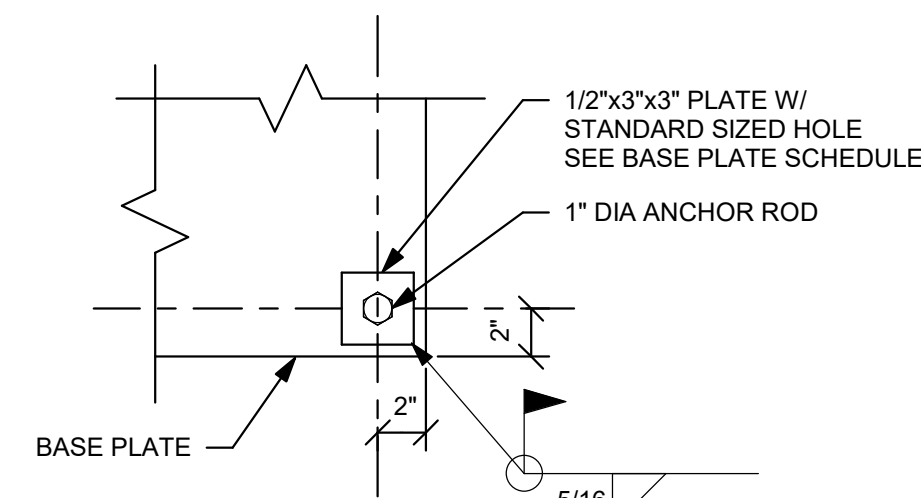 1/2"x3"x3" PLATE W/
STANDARD SIZED HOLE
SEE BASE PLATE SCHEDULE
1" DIA ANCHOR ROD
2"
2"
BASE PLATE
5/16